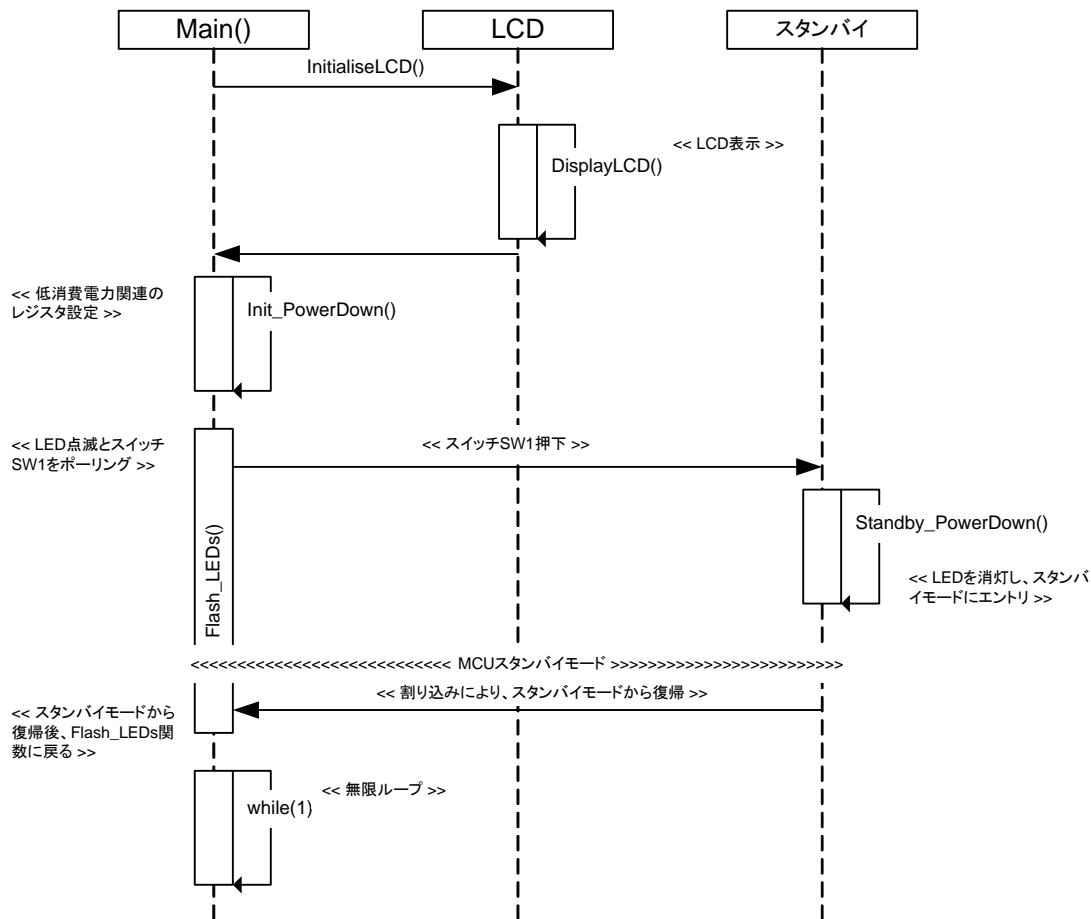 Main()
LCD
スタンバイ
InitialiseLCD()
<< LCD表示 >>
DisplayLCD()
<< 低消費電力関連の
レジスタ設定 >>
Init_PowerDown()
<< LED点滅とスイッチ
SW1をポーリング >>
<< スイッチSW1押下 >>
Flash_LEDs()
Standby_PowerDown()
<< LEDを消灯し、スタンバ
イモードにエントリ >>
<<<<<<<<<<<<<<<<<<<<<<<<<<<< MCUスタンバイモード >>>>>>>>>>>>>>>>>>>>>>>>>
<< 割り込みにより、スタンバイモードから復帰 >>
<< スタンバイモードから
復帰後、Flash_LEDs関
数に戻る >>
while(1)
<< 無限ループ >>